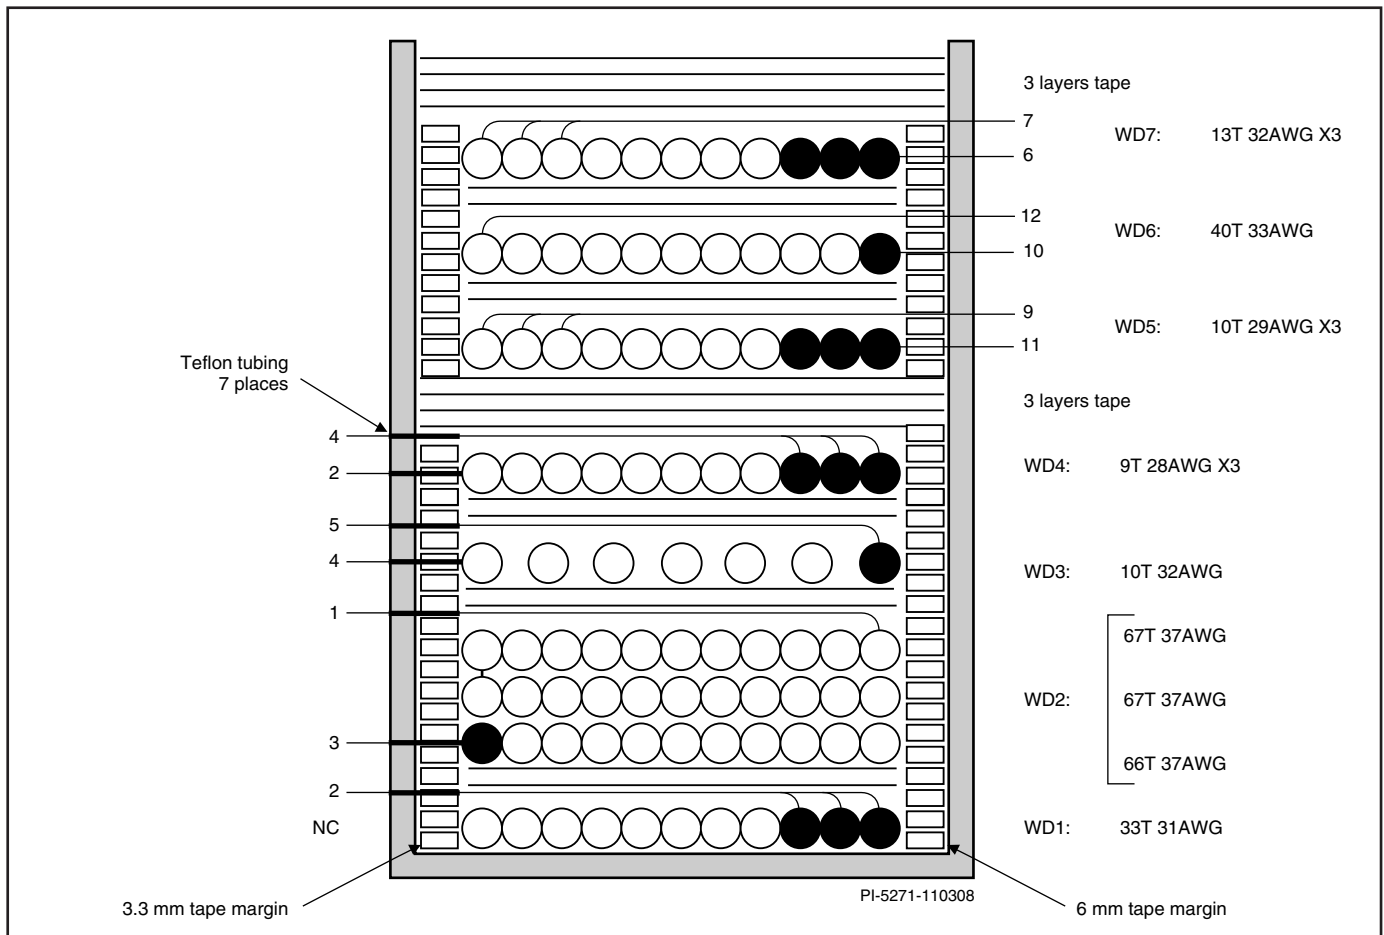 3 layers tape
7
WD7: 13T 32AWG X3
6
12
WD6: 40T 33AWG
10
9
WD5: 10T 29AWG X3
11
Teflon tubing
7 places
3 layers tape
4
WD4: 9T 28AWG X3
2
5
4
WD3: 10T 32AWG
1
67T 37AWG
WD2: 67T 37AWG
3
66T 37AWG
2
NC
WD1: 33T 31AWG
PI-5271-110308
3.3 mm tape margin
6 mm tape margin